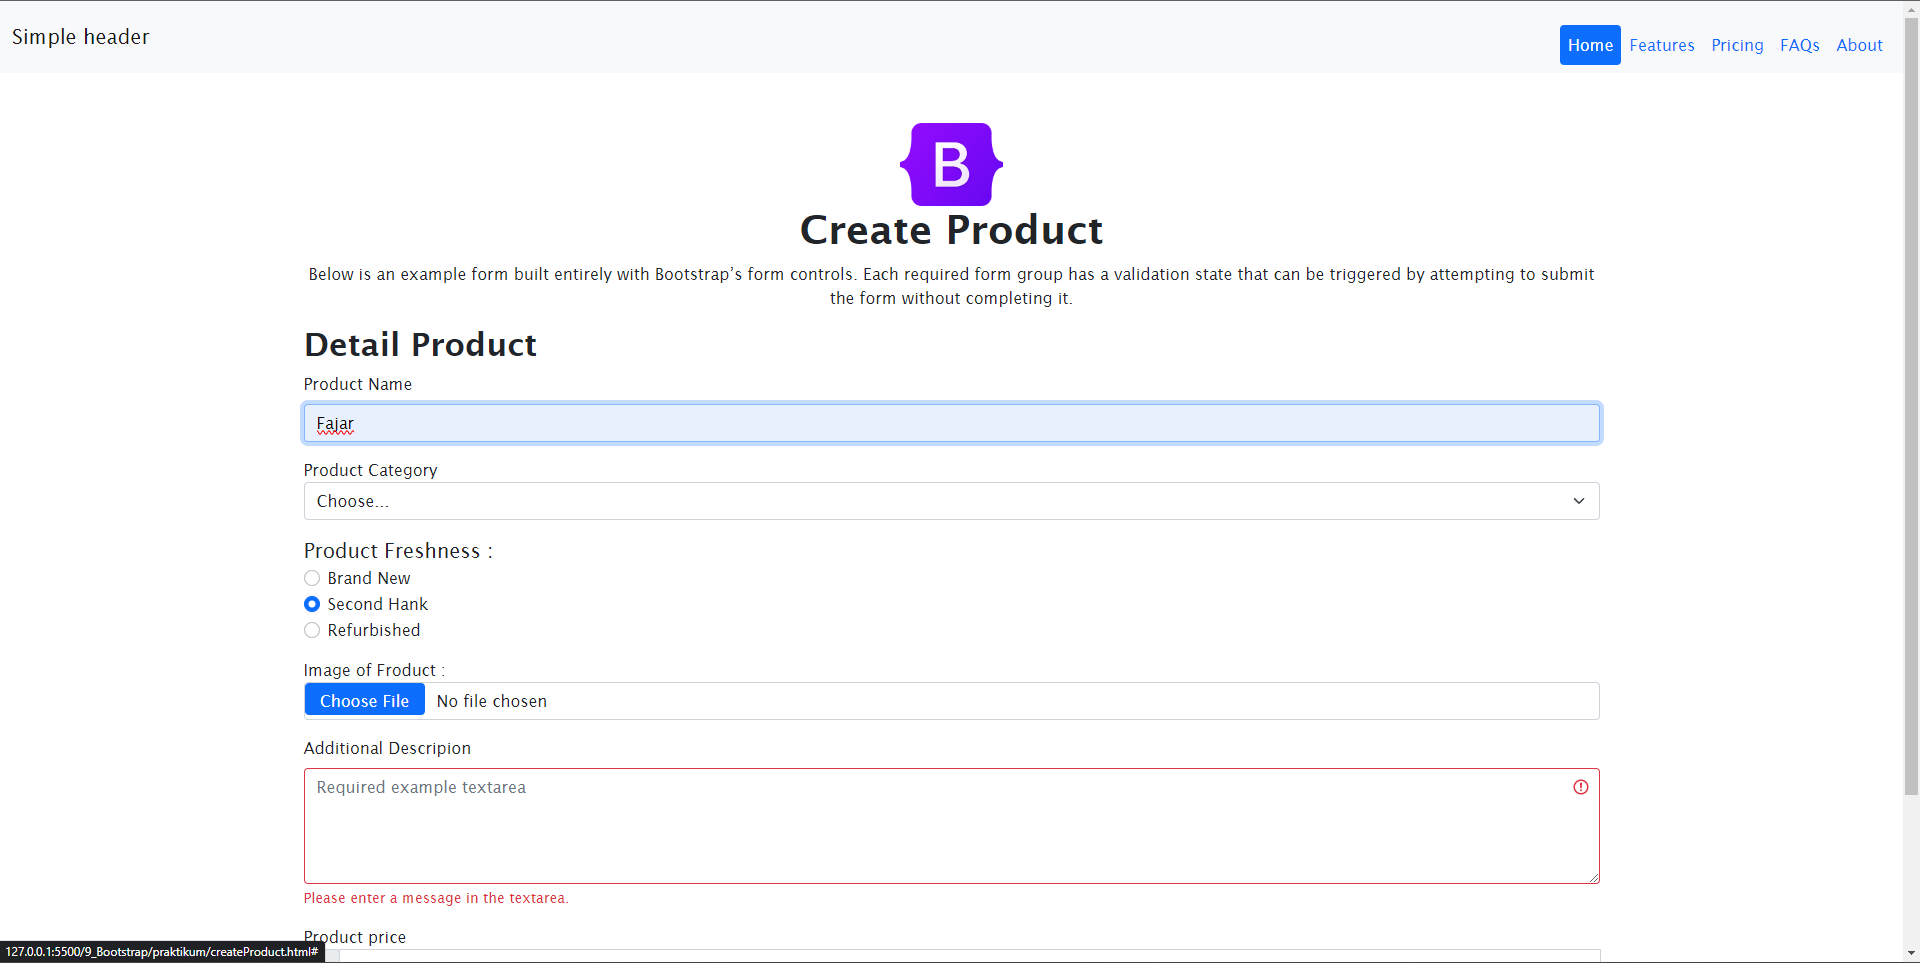 Simple header
Home Features Pricing FAQs About
B
Create Product
Below is an example form built entirely with Bootstrap’s form controls. Each required form group has a validation state that can be triggered by attempting to submit
the form without completing it.
Detail Product
Product Name
Fajar
Product Category
Choose...
Product Freshness :
Brand New
Second Hank
Refurbished
Image of Froduct :
Choose File No file chosen
Additional Descripion
Required example textarea
Please enter a message in the textarea.
Product price
127.0.0.1:5500/9_Bootstrap/praktikum/createProduct.html#